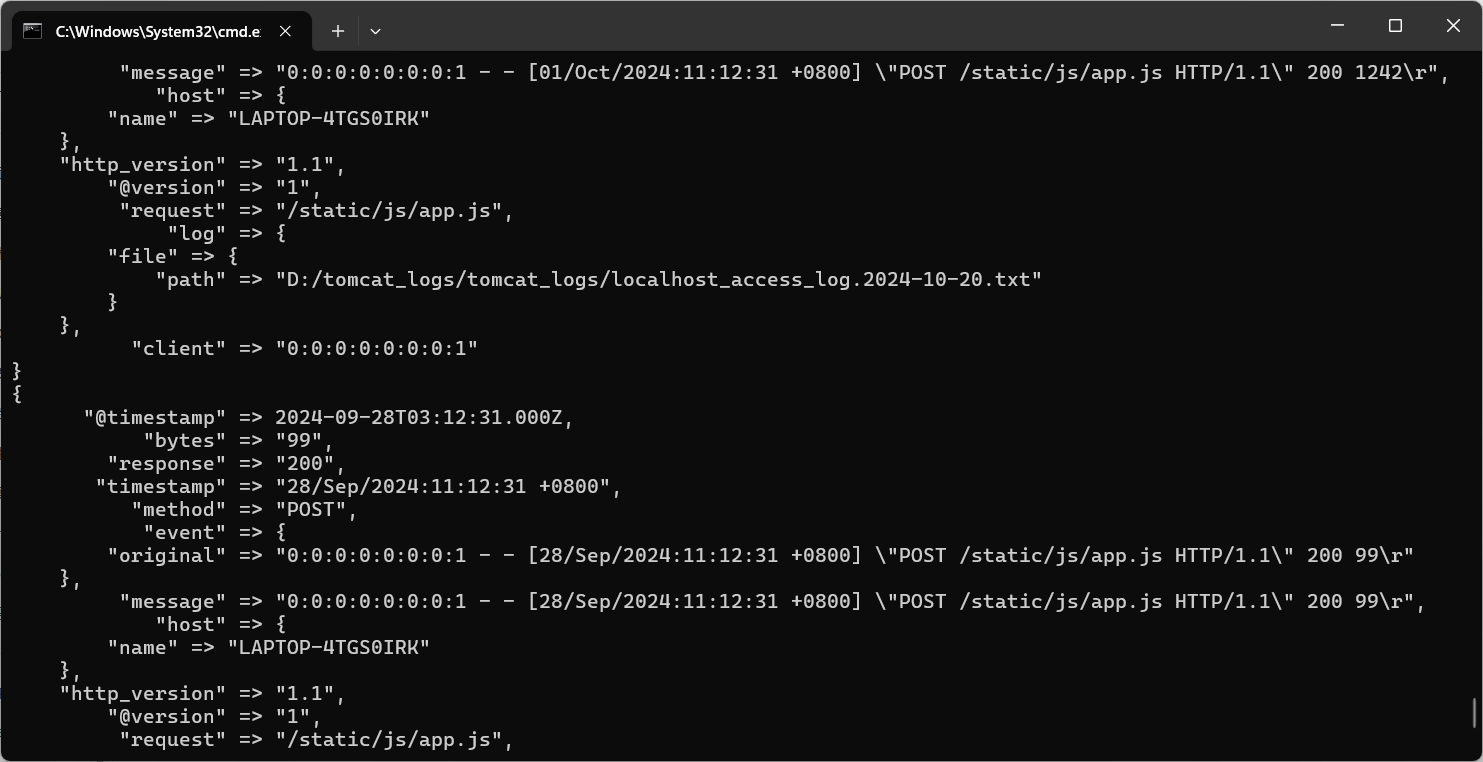 C:\Windows\System32\cmd.e
"message" => "0:0:0:0:0:0:0:1 - - [01/Oct/2024:11:12:31 +0800] \"POST /static/js/app.js HTTP/1.1\" 200 1242\r",
"host" => {
"name" => "LAPTOP-4TGS0IRK"
},
"http_version" => "1.1",
"@version" => "1",
"request" => "/static/js/app.js",
"log" => {
"file" => {
"path" => "D:/tomcat_logs/tomcat_logs/localhost_access_log.2024-10-20.txt"
}
},
"client" => "0:0:0:0:0:0:0:1"
}
{
"@timestamp" => 2024-09-28T03:12:31.000Z,
"bytes" => "99",
"response" => "200",
"timestamp" => "28/Sep/2024:11:12:31 +0800",
"method" => "POST",
"event" => {
"original" => "0:0:0:0:0:0:0:1 - - [28/Sep/2024:11:12:31 +0800] \"POST /static/js/app.js HTTP/1.1\" 200 99\r"
},
"message" => "0:0:0:0:0:0:0:1 - - [28/Sep/2024:11:12:31 +0800] \"POST /static/js/app.js HTTP/1.1\" 200 99\r",
"host" => {
"name" => "LAPTOP-4TGS0IRK"
},
"http_version" => "1.1",
"@version" => "1",
"request" => "/static/js/app.js",